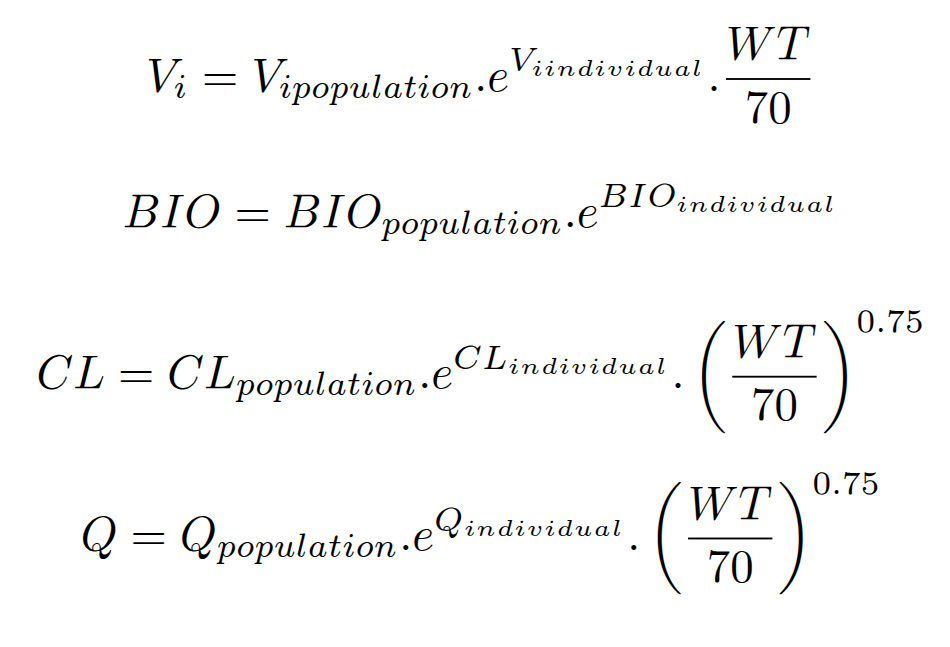 V_i = V_{ipopulation}.e^{V_{iindividual}}.\frac{WT}{70}
BIO = BIO_{population}.e^{BIO_{individual}}
CL = CL_{population}.e^{CL_{individual}}.\left(\frac{WT}{70}\right)^{0.75}
Q = Q_{population}.e^{Q_{individual}}.\left(\frac{WT}{70}\right)^{0.75}